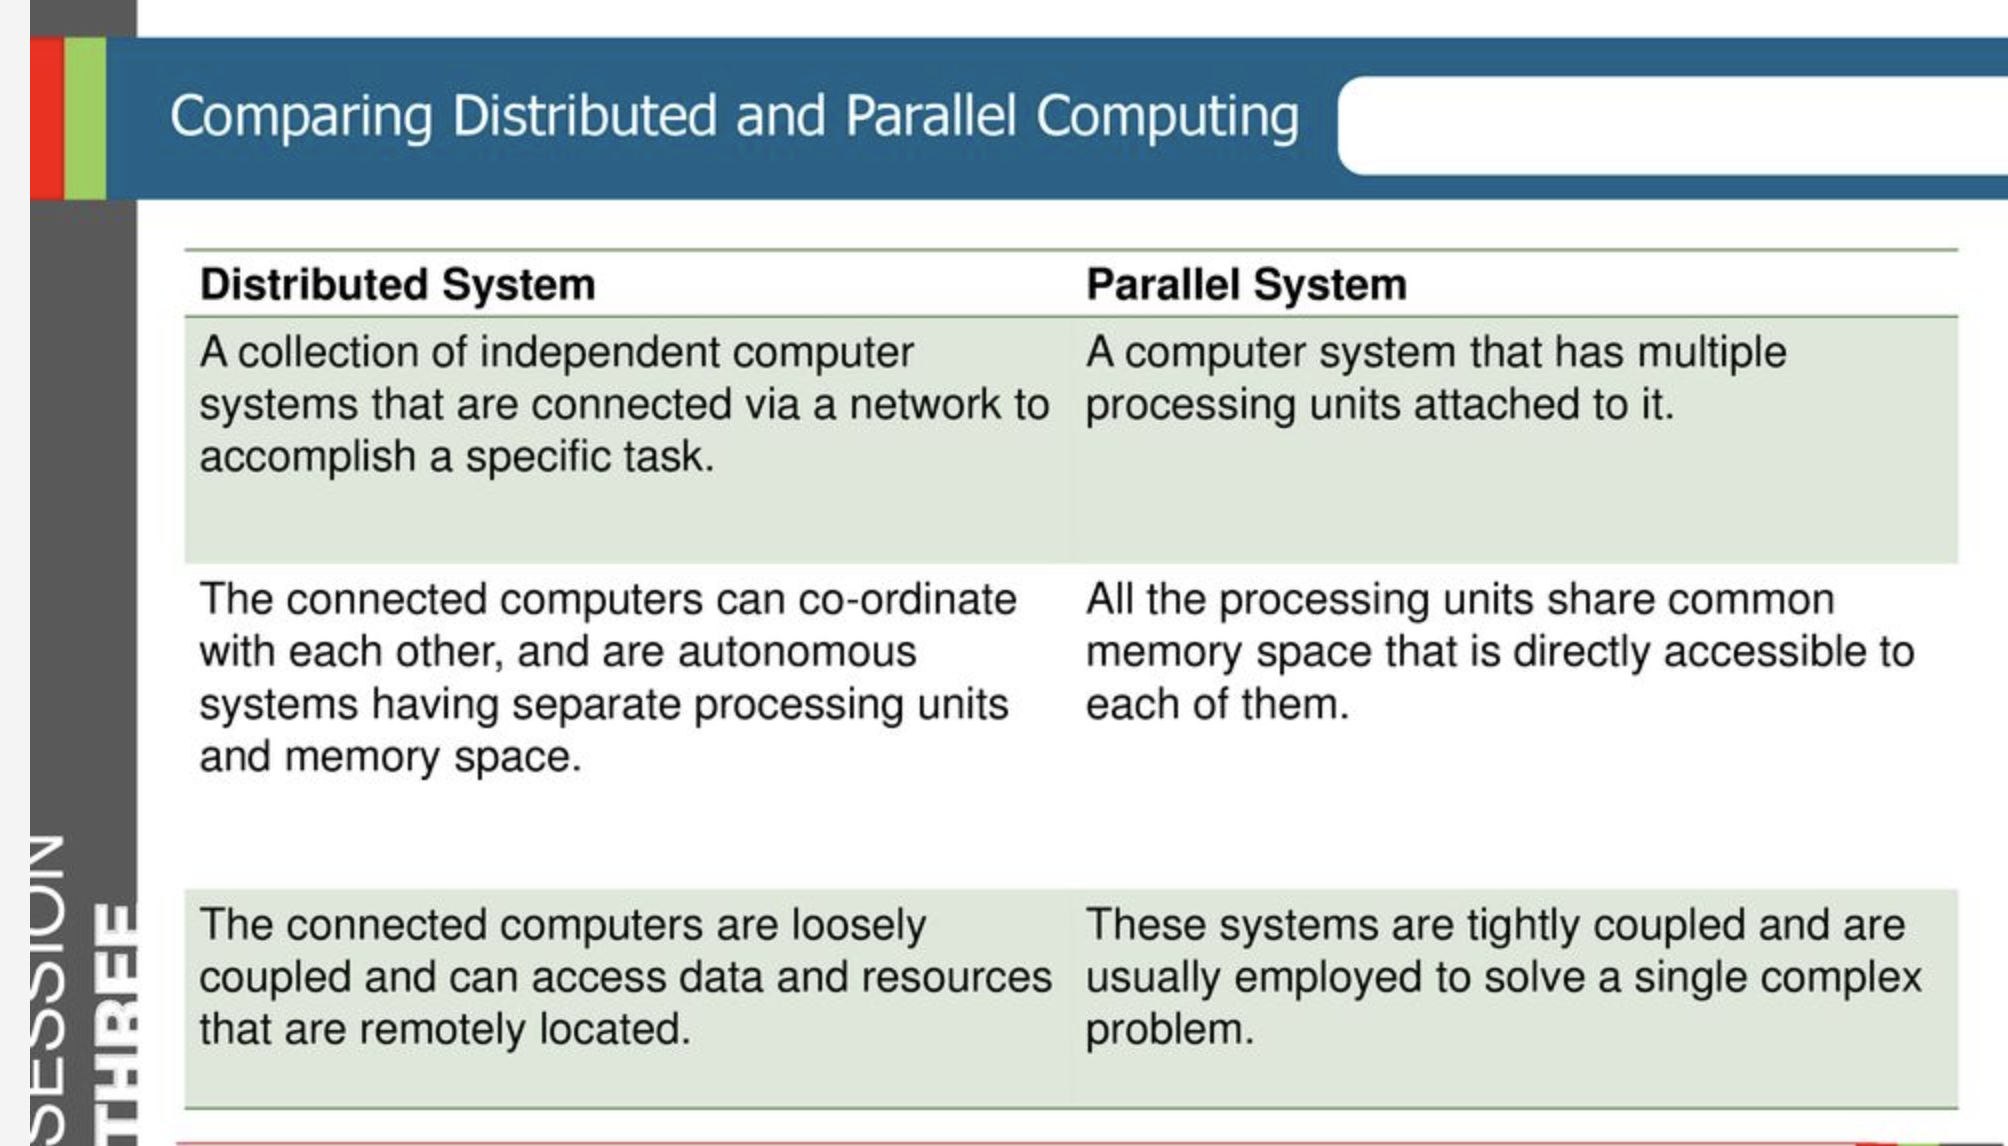 Comparing Distributed and Parallel Computing
Distributed System
Parallel System
A collection of independent computer
systems that are connected via a network to
accomplish a specific task.
A computer system that has multiple
processing units attached to it.
The connected computers can co-ordinate
with each other, and are autonomous
systems having separate processing units
and memory space.
All the processing units share common
memory space that is directly accessible to
each of them.
The connected computers are loosely
coupled and can access data and resources
that are remotely located.
These systems are tightly coupled and are
usually employed to solve a single complex
problem.
SESSION
THREE